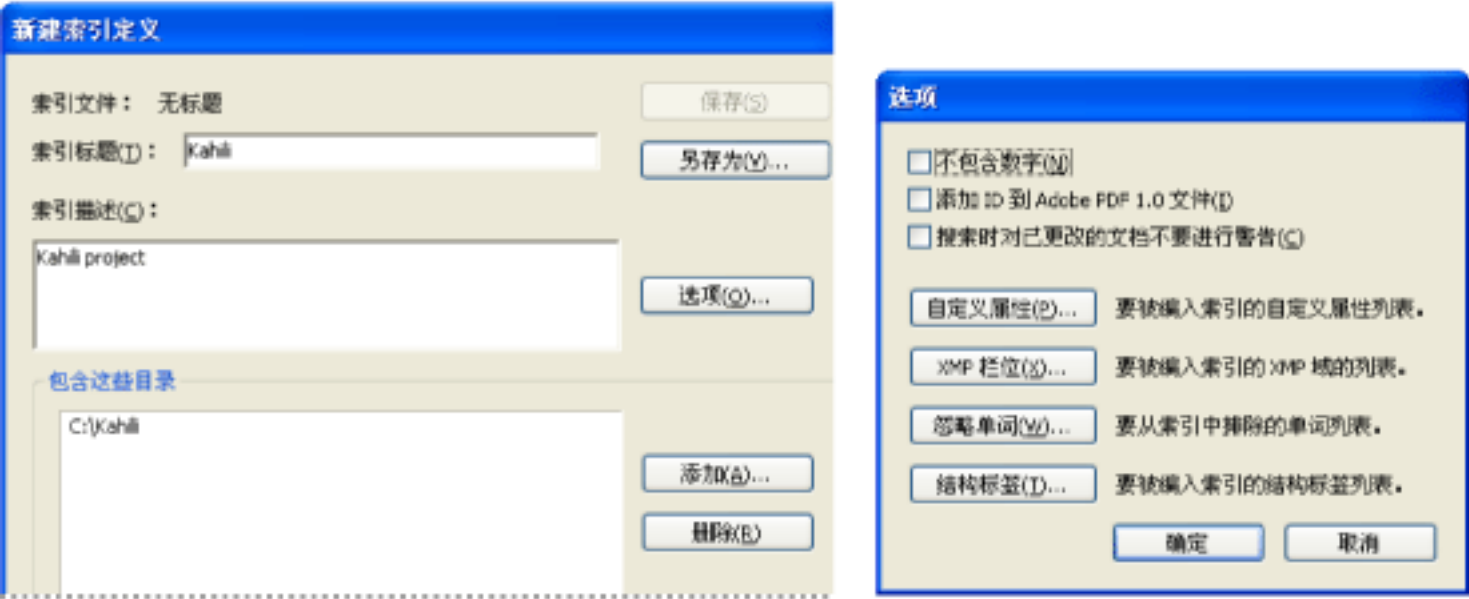 新建索引定义
索引文件： 无标题
保存(S)
索引标题(T)： Kahili
另存为(V)...
索引描述(C)：
Kahili project
选项(O)...
包含这些目录
C:\Kahili
添加(A)...
删除(R)
选项
不包含数字(N)
添加 ID 到 Adobe PDF 1.0 文件(I)
搜索时对已更改的文档不要进行警告(C)
自定义属性(P)... 要被编入索引的自定义属性列表。
XMP 栏位(X)... 要被编入索引的 XMP 域的列表。
忽略单词(W)... 要从索引中排除的单词列表。
结构标签(T)... 要被编入索引的结构标签列表。
确定 取消